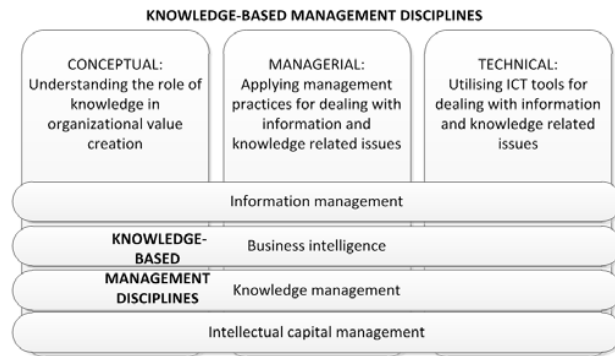 KNOWLEDGE-BASED MANAGEMENT DISCIPLINES
CONCEPTUAL:
Understanding the role of
knowledge in
organizational value
creation
MANAGERIAL:
Applying management
practices for dealing with
information and
knowledge related issues
TECHNICAL:
Utilising ICT tools for
dealing with information
and knowledge related
issues
Information management
KNOWLEDGE-
BASED
MANAGEMENT
DISCIPLINES
Business intelligence
Knowledge management
Intellectual capital management